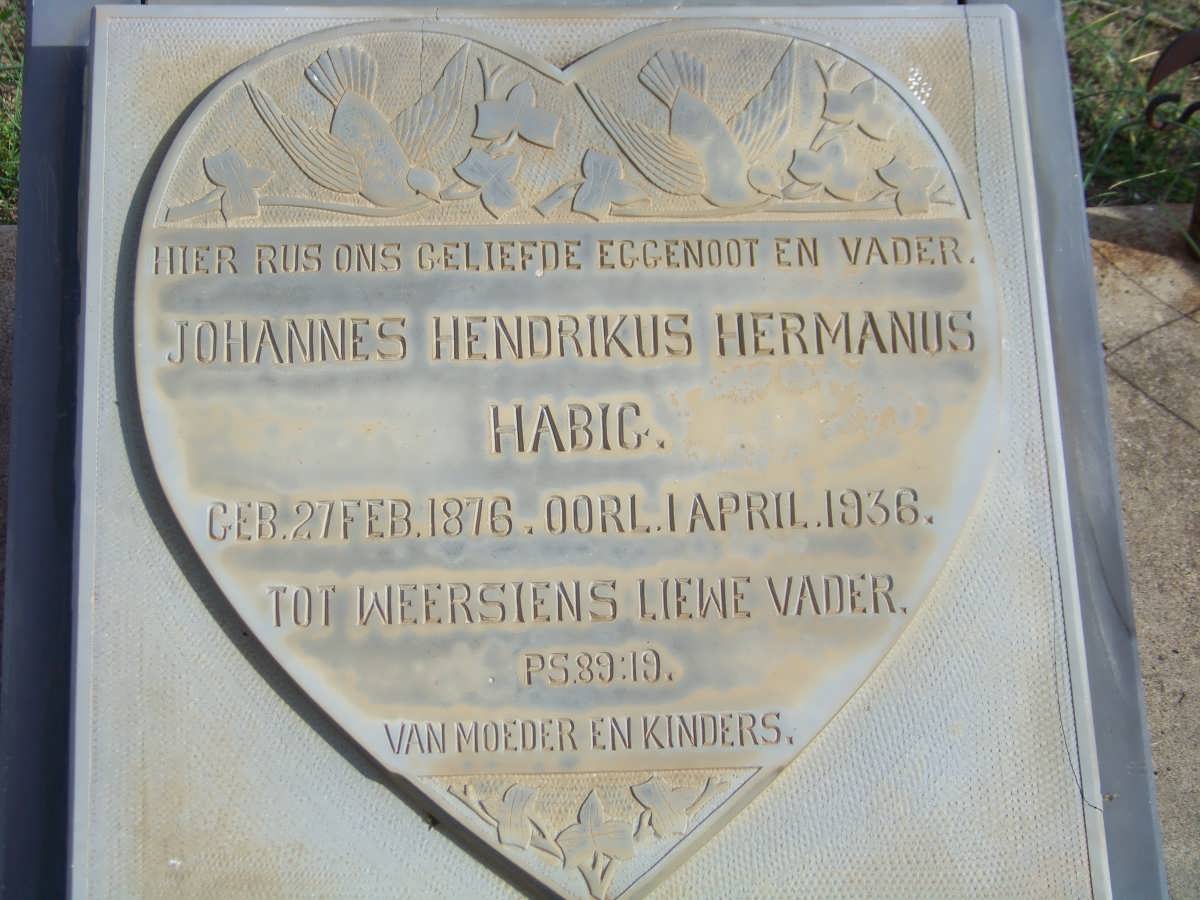 HIER RUS ONS GELIEFDE EGGENOOT EN VADER.
JOHANNES HENDRIKUS HERMANUS
HABIG.
GEB. 27 FEB. 1876. OORL. 1 APRIL. 1936.
TOT WEERSIENS LIEWE VADER.
PS.89:19.
VAN MOEDER EN KINDERS.